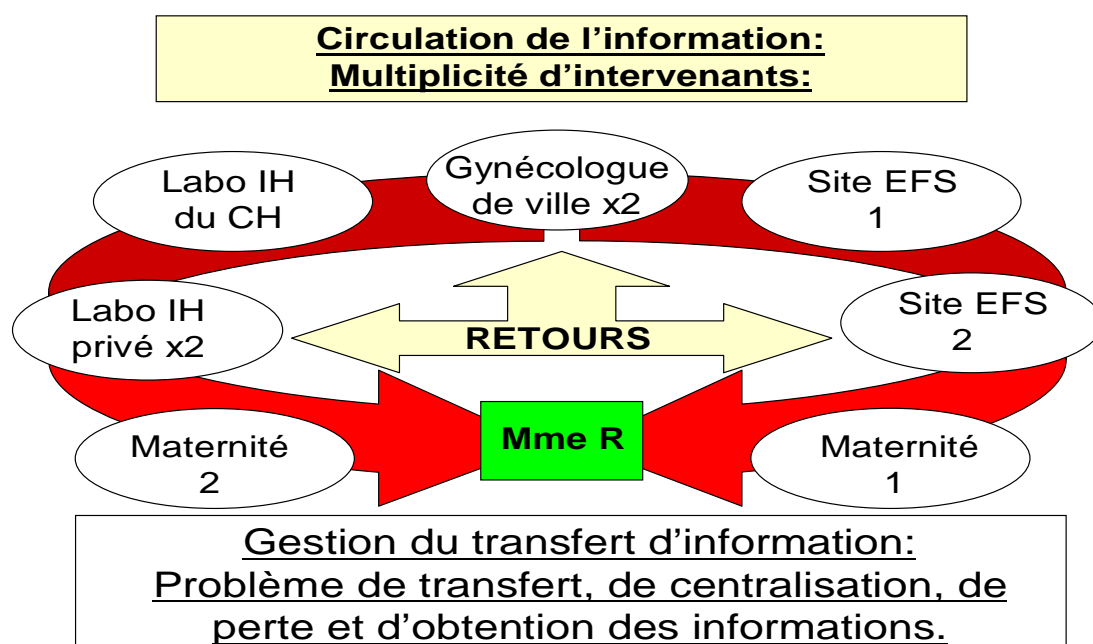 Circulation de l’information:
Multiplicité d’intervenants:
Labo IH
du CH
Gynécologue
de ville x2
Site EFS
1
Labo IH
privé x2
RETOURS
Site EFS
2
Maternité
2
Mme R
Maternité
1
Gestion du transfert d’information:
Problème de transfert, de centralisation, de
perte et d’obtention des informations.